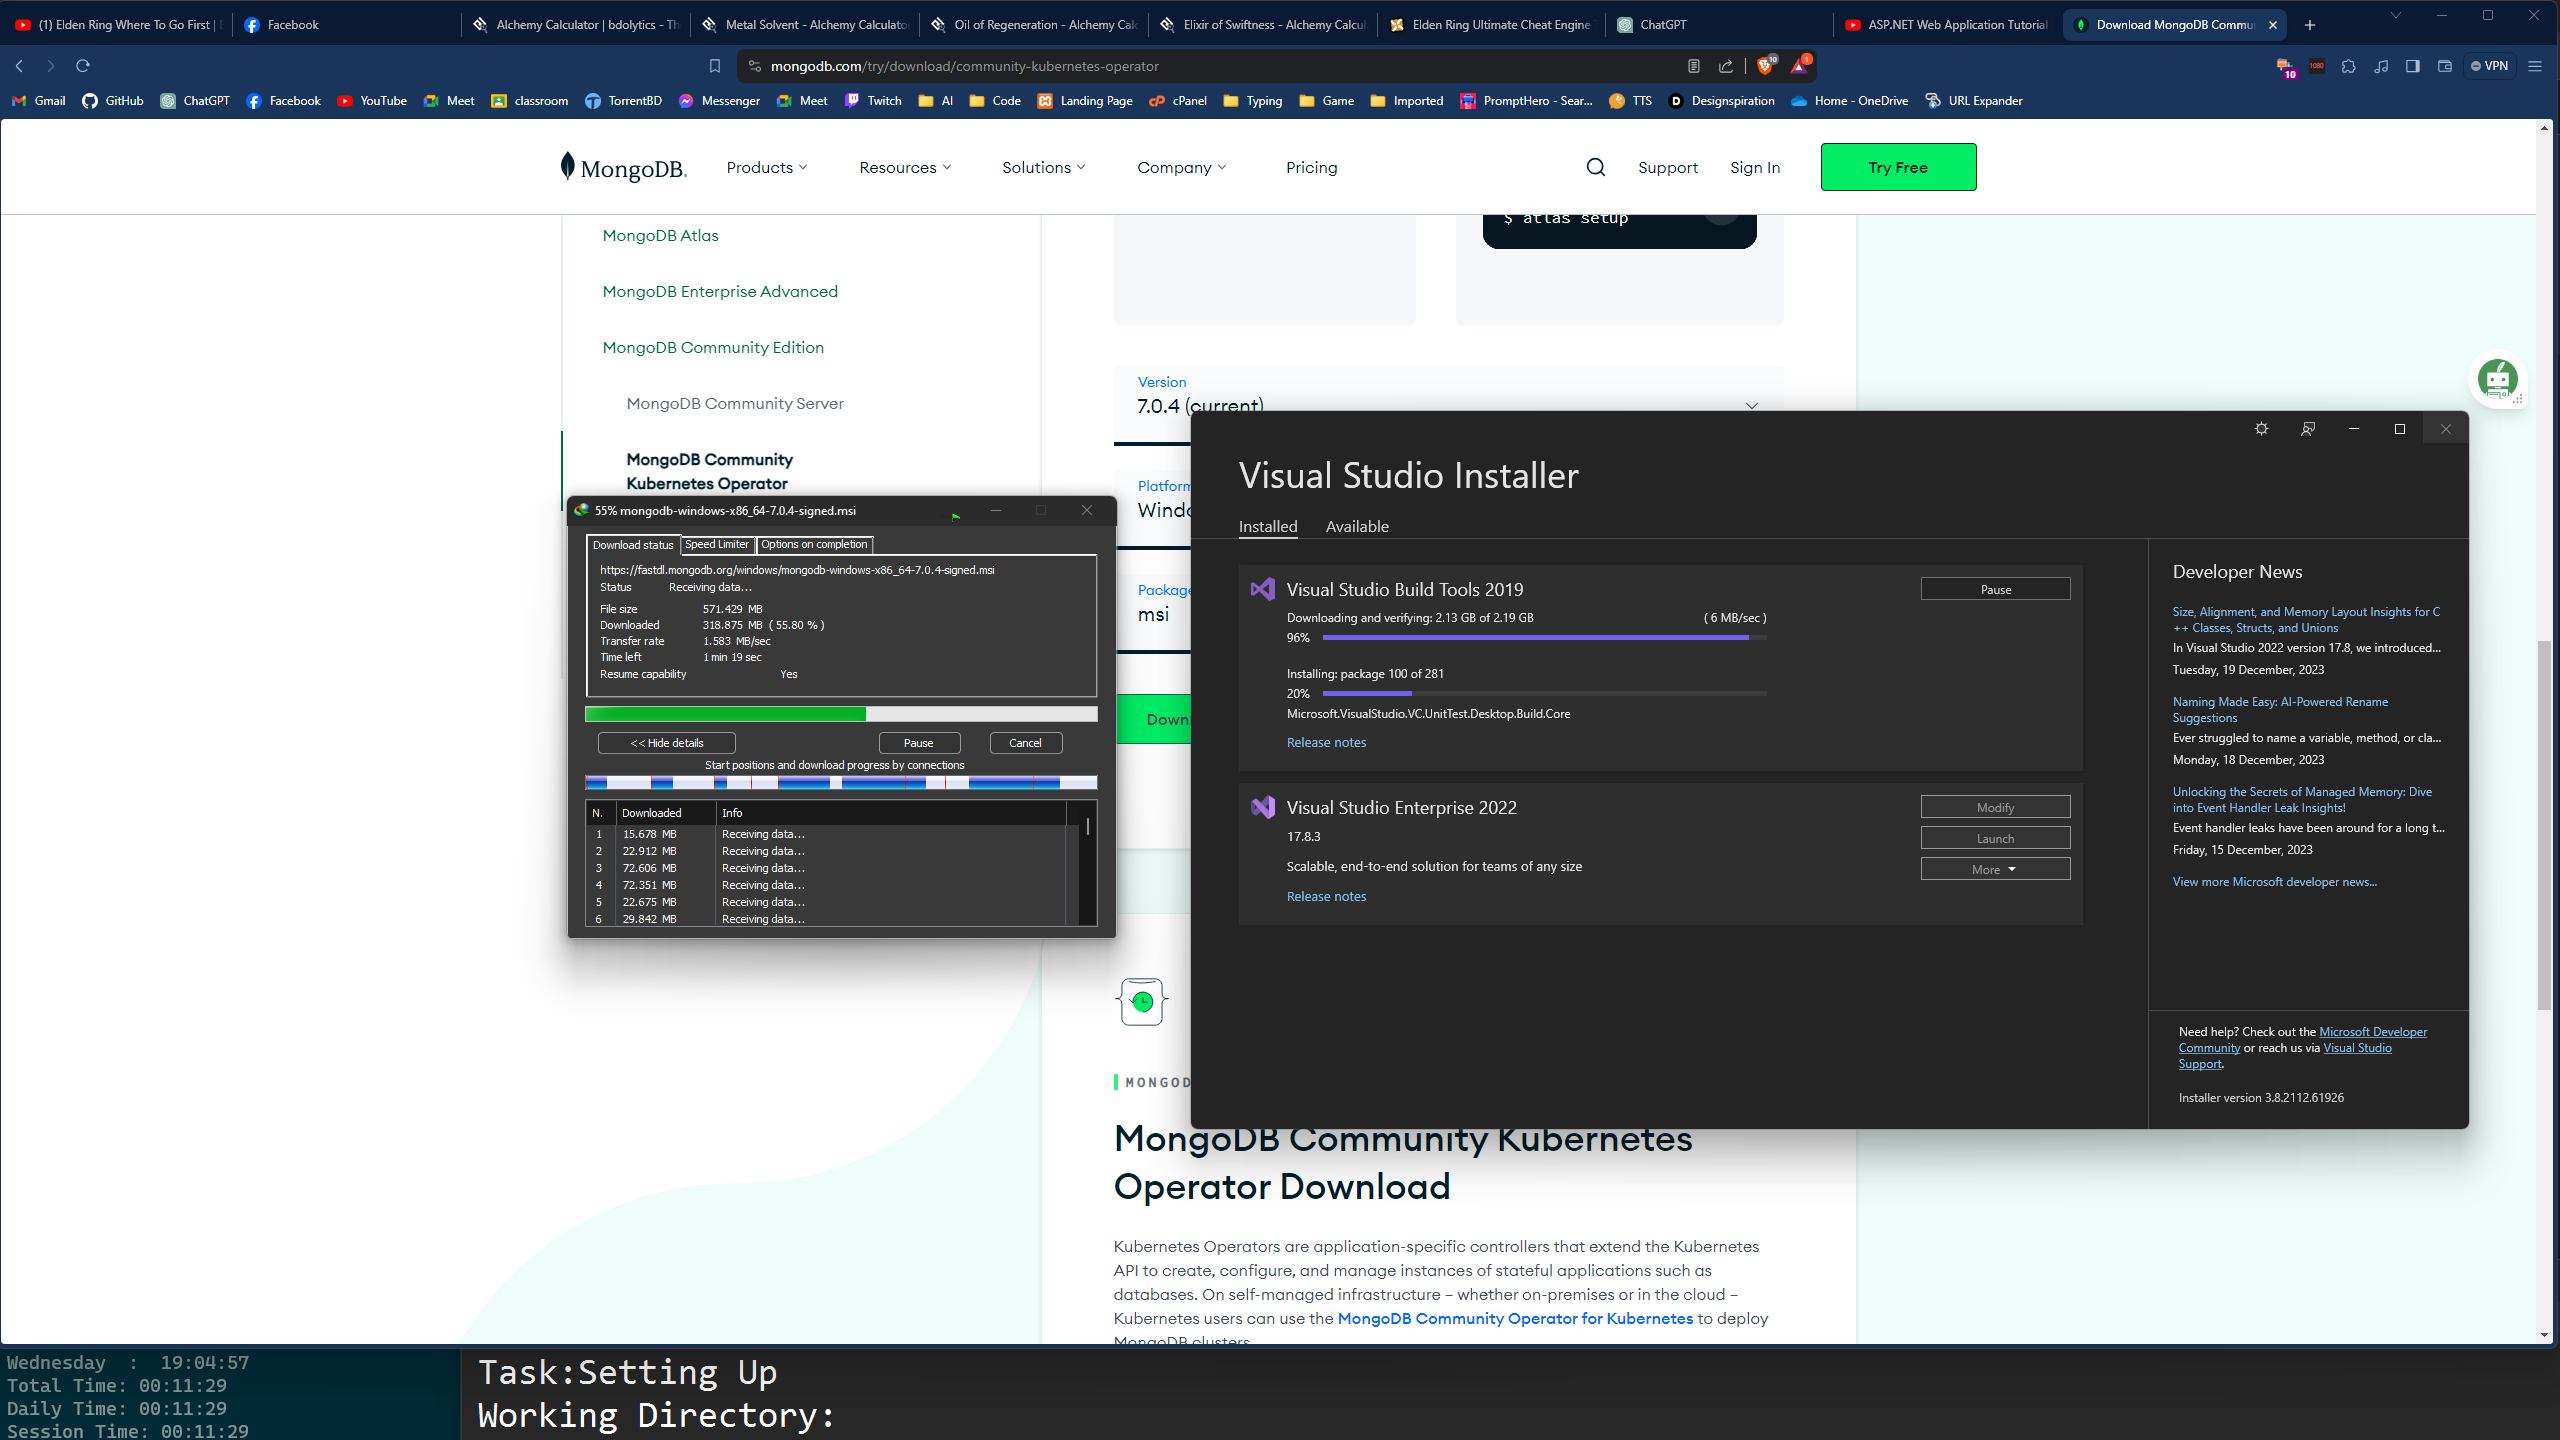 (1) Elden Ring Where To Go First |
Facebook
Alchemy Calculator | bdolytics - Th
Metal Solvent - Alchemy Calculator
Oil of Regeneration - Alchemy Calc
Elixir of Swiftness - Alchemy Calcul
Elden Ring Ultimate Cheat Engine
ChatGPT
ASP.NET Web Application Tutorial
Download MongoDB Commu
mongodb.com/try/download/community-kubernetes-operator
10
1
10
1080
VPN
Gmail
GitHub
ChatGPT
Facebook
YouTube
Meet
classroom
TorrentBD
Messenger
Meet
Twitch
AI
Code
Landing Page
cPanel
Typing
Game
Imported
PromptHero - Sear...
TTS
Designspiration
Home - OneDrive
URL Expander
MongoDB.
Products
Resources
Solutions
Company
Pricing
Support
Sign In
Try Free
MongoDB Atlas
MongoDB Enterprise Advanced
MongoDB Community Edition
MongoDB Community Server
MongoDB Community
Kubernetes Operator
$ atlas setup
Version
7.0.4 (current)
Platform
Windo
Package
msi
Down
55% mongodb-windows-x86_64-7.0.4-signed.msi
Download status
Speed Limiter
Options on completion
https://fastdl.mongodb.org/windows/mongodb-windows-x86_64-7.0.4-signed.msi
Status Receiving data...
File size 571.429 MB
Downloaded 318.875 MB ( 55.80 % )
Transfer rate 1.583 MB/sec
Time left 1 min 19 sec
Resume capability Yes
<< Hide details
Pause
Cancel
Start positions and download progress by connections
N. Downloaded Info
1 15.678 MB Receiving data...
2 22.912 MB Receiving data...
3 72.606 MB Receiving data...
4 72.351 MB Receiving data...
5 22.675 MB Receiving data...
6 29.842 MB Receiving data...
Visual Studio Installer
Installed
Available
Visual Studio Build Tools 2019
Pause
Downloading and verifying: 2.13 GB of 2.19 GB ( 6 MB/sec )
96%
Installing: package 100 of 281
20%
Microsoft.VisualStudio.VC.UnitTest.Desktop.Build.Core
Release notes
Visual Studio Enterprise 2022
17.8.3
Scalable, end-to-end solution for teams of any size
Release notes
Modify
Launch
More
Developer News
Size, Alignment, and Memory Layout Insights for C
++ Classes, Structs, and Unions
In Visual Studio 2022 version 17.8, we introduced...
Tuesday, 19 December, 2023
Naming Made Easy: AI-Powered Rename
Suggestions
Ever struggled to name a variable, method, or cla...
Monday, 18 December, 2023
Unlocking the Secrets of Managed Memory: Dive
into Event Handler Leak Insights!
Event handler leaks have been around for a long t...
Friday, 15 December, 2023
View more Microsoft developer news...
Need help? Check out the Microsoft Developer
Community or reach us via Visual Studio
Support.
Installer version 3.8.2112.61926
MONGOD
MongoDB Community Kubernetes
Operator Download
Kubernetes Operators are application-specific controllers that extend the Kubernetes
API to create, configure, and manage instances of stateful applications such as
databases. On self-managed infrastructure – whether on-premises or in the cloud –
Kubernetes users can use the MongoDB Community Operator for Kubernetes to deploy
MongoDB clusters.
Wednesday : 19:04:57
Total Time: 00:11:29
Daily Time: 00:11:29
Session Time: 00:11:29
Task:Setting Up
Working Directory: